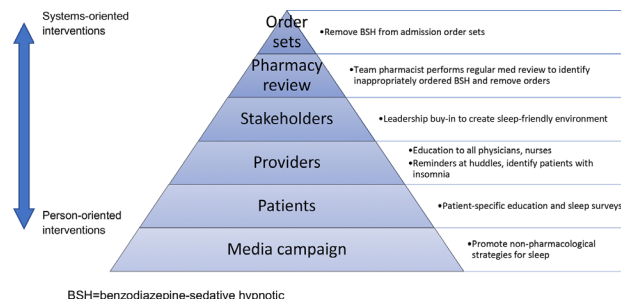 Systems-oriented
interventions
Order
sets
•Remove BSH from admission order sets
Pharmacy
review
•Team pharmacist performs regular med review to identify
inappropriately ordered BSH and remove orders
Stakeholders
•Leadership buy-in to create sleep-friendly environment
Providers
•Education to all physicians, nurses
•Reminders at huddles, identify patients with
insomnia
Patients
•Patient-specific education and sleep surveys
Person-oriented
interventions
Media campaign
•Promote non-pharmacological
strategies for sleep
BSH=benzodiazepine-sedative hypnotic